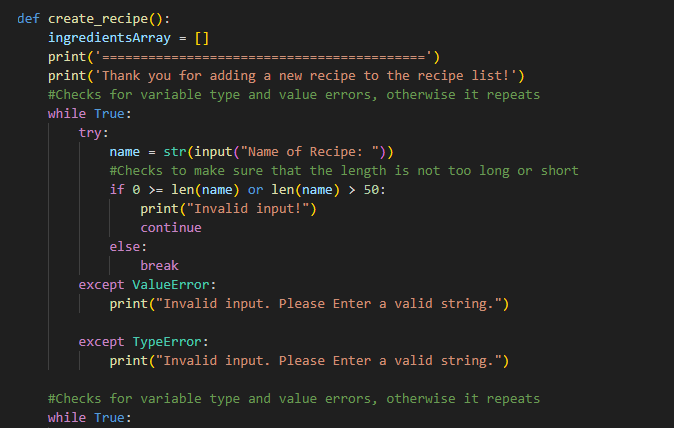 def create_recipe():
    ingredientsArray = []
    print('==========================================')
    print('Thank you for adding a new recipe to the recipe list!')
    #Checks for variable type and value errors, otherwise it repeats
    while True:
        try:
            name = str(input("Name of Recipe: "))
            #Checks to make sure that the length is not too long or short
            if 0 >= len(name) or len(name) > 50:
                print("Invalid input!")
                continue
            else:
                break
        except ValueError:
            print("Invalid input. Please Enter a valid string.")

        except TypeError:
            print("Invalid input. Please Enter a valid string.")

    #Checks for variable type and value errors, otherwise it repeats
    while True: